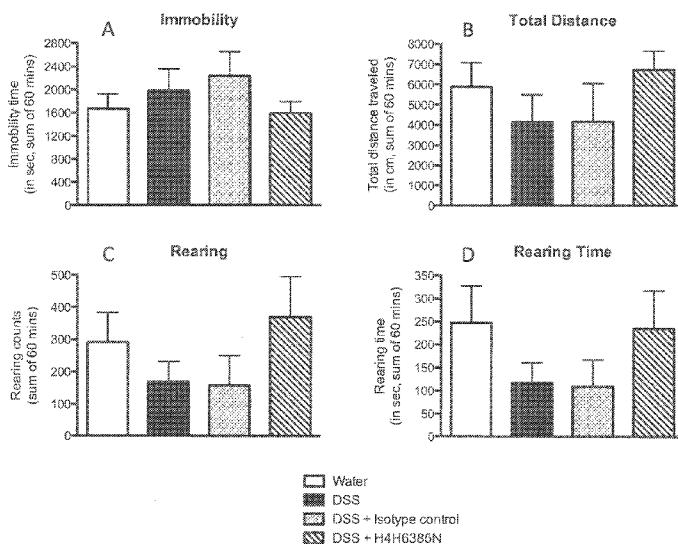 A Immobility
Immobility time
(in sec, sum of 60 mins)
2800
2400
2000
1600
1200
800
400
0
B Total Distance
Total distance traveled
(in cm, sum of 60 mins)
8000
7000
6000
5000
4000
3000
2000
1000
0
C Rearing
Rearing counts
(sum of 60 mins)
500
400
300
200
100
0
D Rearing Time
Rearing time
(in sec, sum of 60 mins)
350
300
250
200
150
100
50
0
Water
DSS
DSS + Isotype control
DSS + H4H6385N